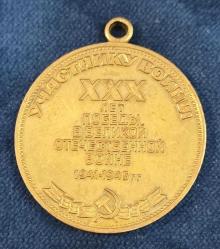 УЧАСТНИКУ ВОЙНЫ
XXX
ЛЕТ
ПОБЕДЫ
В ВЕЛИКОЙ
ОТЕЧЕСТВЕННОЙ
ВОЙНЕ
1941-1945 гг